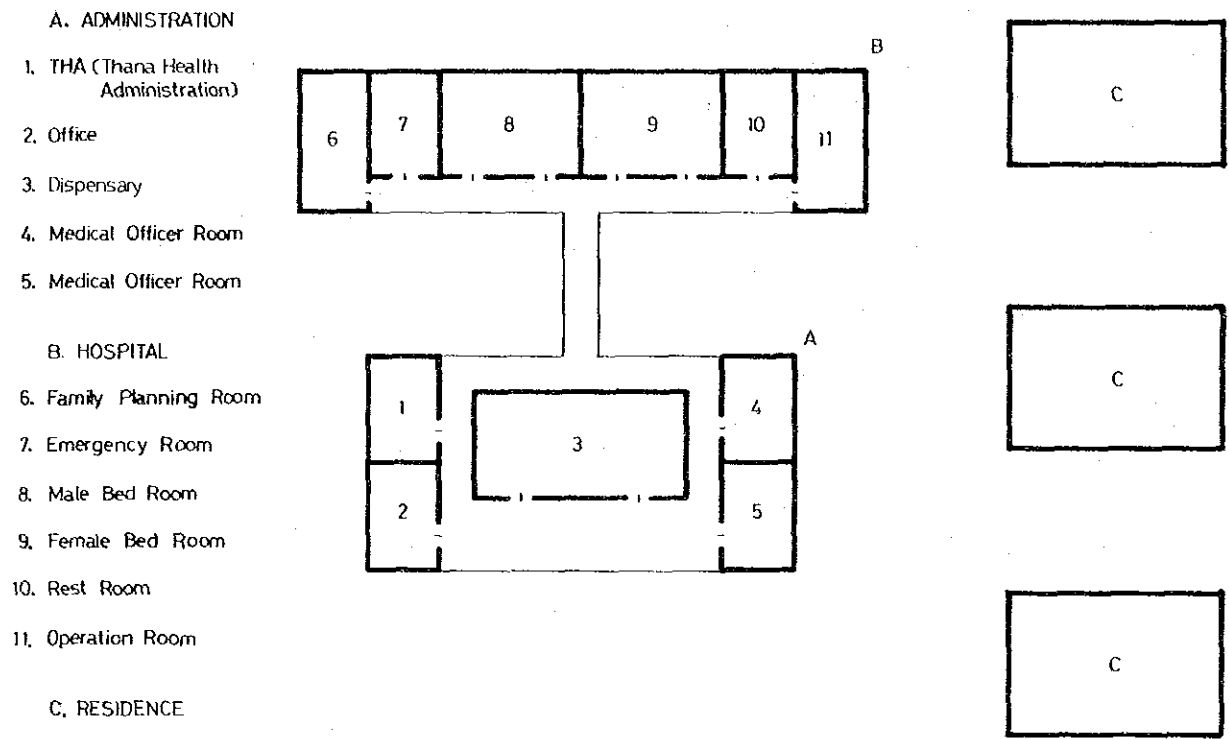 A. ADMINISTRATION
1. THA (Thana Health
Administration)
2. Office
3. Dispensary
4. Medical Officer Room
5. Medical Officer Room
B. HOSPITAL
6. Family Planning Room
7. Emergency Room
8. Male Bed Room
9. Female Bed Room
10. Rest Room
11. Operation Room
C. RESIDENCE
B
6 7 8 9 10 11
A
1 3 4
2 5
C
C
C